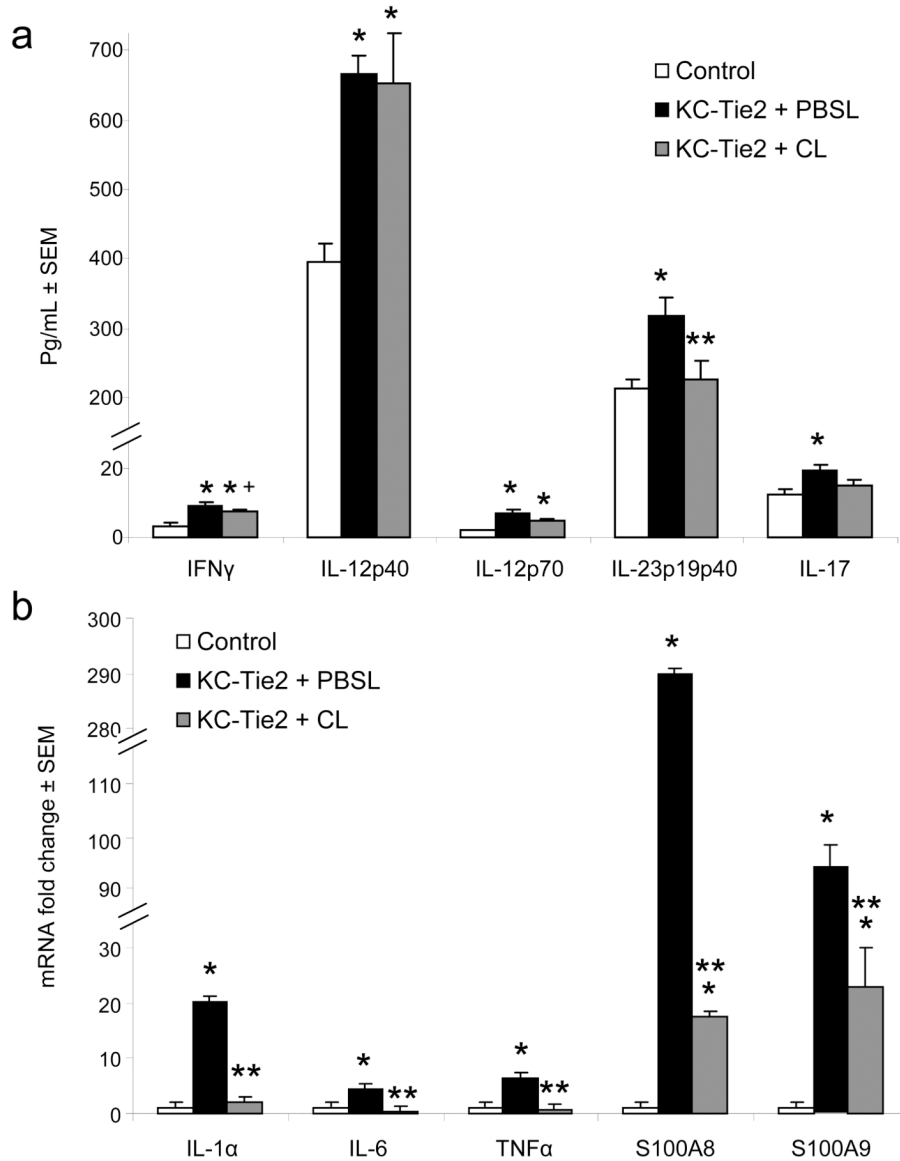 a
*
*
700
Control
600
KC-Tie2 + PBSL
KC-Tie2 + CL
500
Pg/mL ± SEM
400
*
300
**
200
*
20
* * +
*
*
0
IFNγ IL-12p40 IL-12p70 IL-23p19p40 IL-17
b
300
Control
*
KC-Tie2 + PBSL
290
KC-Tie2 + CL
280
mRNA fold change ± SEM
110
100
*
90
**
*
30
*
**
*
20
10
*
*
**
**
**
0
IL-1α IL-6 TNFα S100A8 S100A9